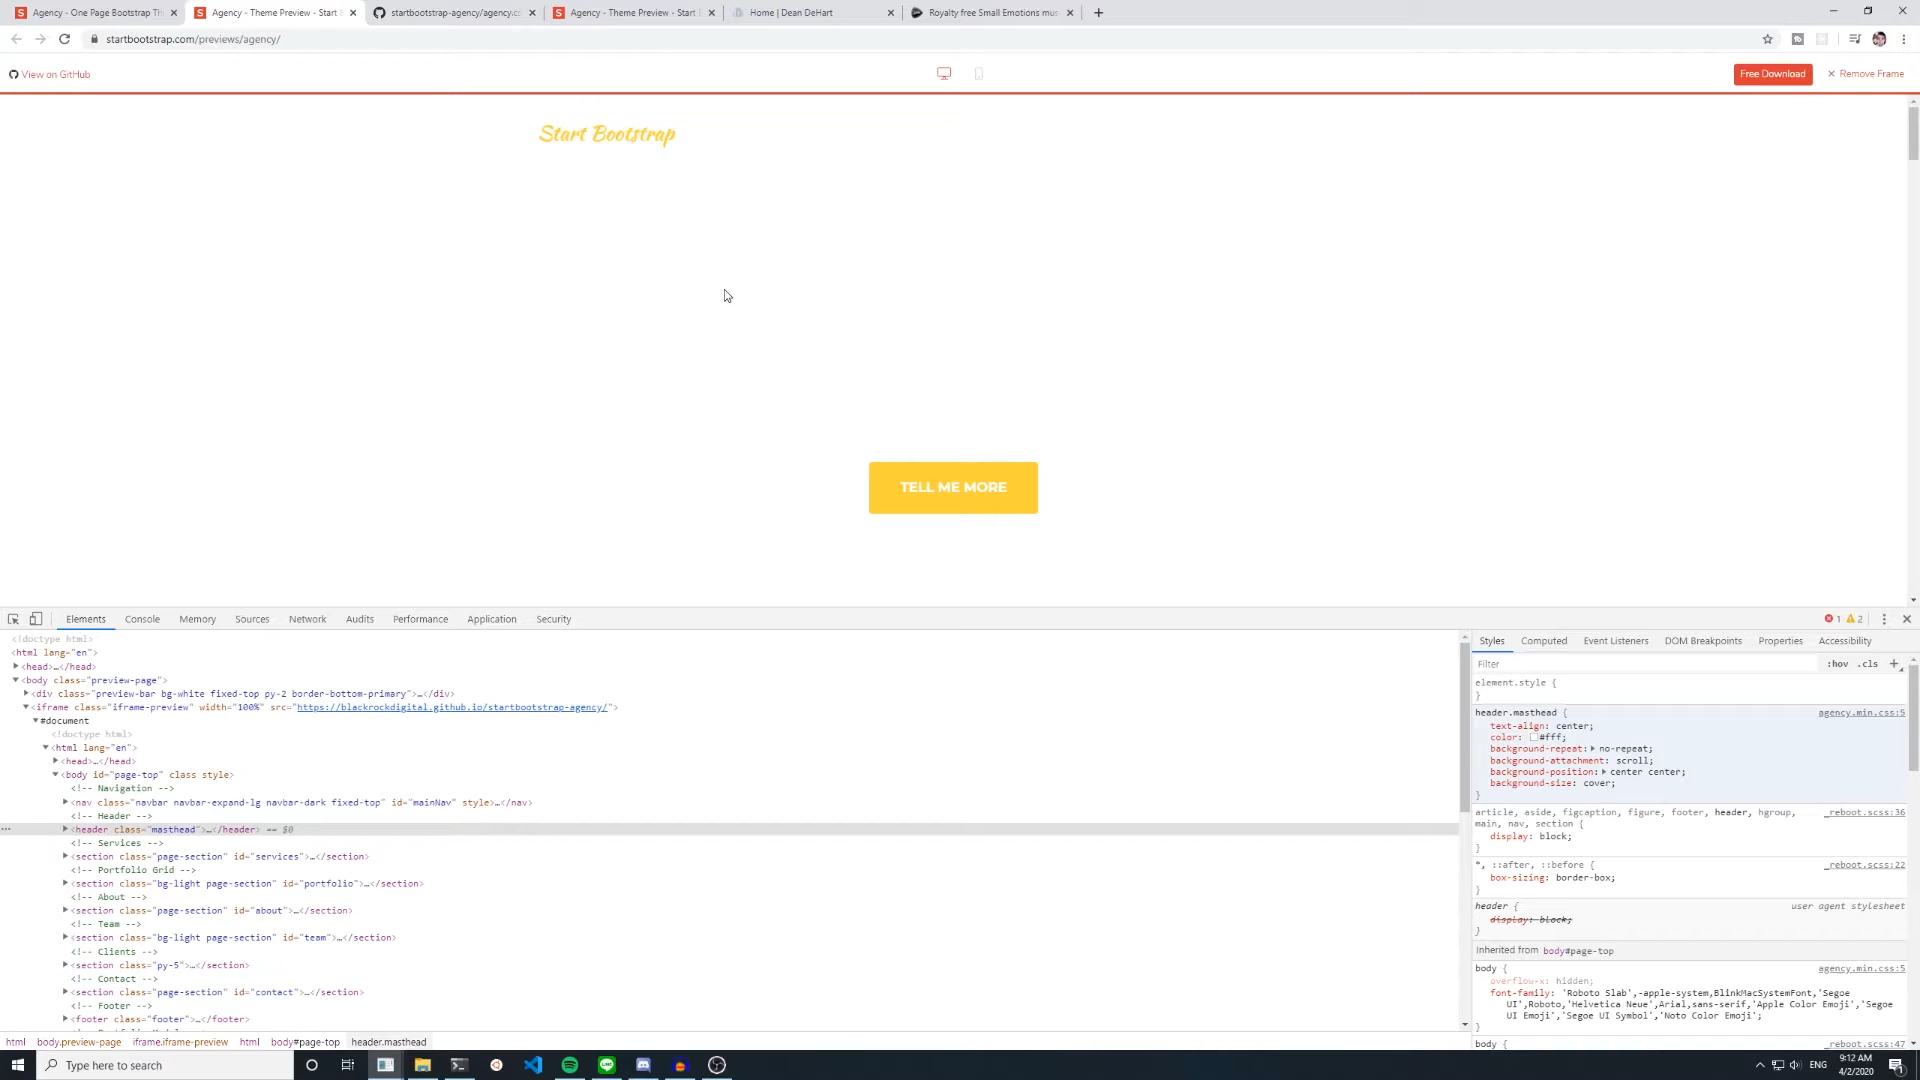 Agency - One Page Bootstrap Th
Agency - Theme Preview - Start
startbootstrap-agency/agency.c
Agency - Theme Preview - Start
Home | Dean DeHart
Royalty free Small Emotions mus
startbootstrap.com/previews/agency/
View on GitHub
Free Download
Remove Frame
Start Bootstrap
TELL ME MORE
Elements Console Memory Sources Network Audits Performance Application Security
1 2
<!doctype html>
<html lang="en">
<head>…</head>
<body class="preview-page">
<div class="preview-bar bg-white fixed-top py-2 border-bottom-primary">…</div>
<iframe class="iframe-preview" width="100%" src="https://blackrockdigital.github.io/startbootstrap-agency/">
#document
<!doctype html>
<html lang="en">
<head>…</head>
<body id="page-top" class style>
<!-- Navigation -->
<nav class="navbar navbar-expand-lg navbar-dark fixed-top" id="mainNav" style>…</nav>
<!-- Header -->
<header class="masthead">…</header> == $0
<!-- Services -->
<section class="page-section" id="services">…</section>
<!-- Portfolio Grid -->
<section class="bg-light page-section" id="portfolio">…</section>
<!-- About -->
<section class="page-section" id="about">…</section>
<!-- Team -->
<section class="bg-light page-section" id="team">…</section>
<!-- Clients -->
<section class="py-5">…</section>
<!-- Contact -->
<section class="page-section" id="contact">…</section>
<!-- Footer -->
<footer class="footer">…</footer>
html body.preview-page iframe.iframe-preview html body#page-top header.masthead
Styles Computed Event Listeners DOM Breakpoints Properties Accessibility
Filter :hov .cls +
element.style {
}
header.masthead { agency.min.css:5
text-align: center;
color: #fff;
background-repeat: no-repeat;
background-attachment: scroll;
background-position: center center;
background-size: cover;
}
article, aside, figcaption, figure, footer, header, hgroup, _reboot.scss:36
main, nav, section {
display: block;
}
*, ::after, ::before { _reboot.scss:22
box-sizing: border-box;
}
header { user agent stylesheet
display: block;
}
Inherited from body#page-top
body { agency.min.css:5
overflow-x: hidden;
font-family: 'Roboto Slab',-apple-system,BlinkMacSystemFont,'Segoe
UI',Roboto,'Helvetica Neue',Arial,sans-serif,'Apple Color Emoji','Segoe
UI Emoji','Segoe UI Symbol','Noto Color Emoji';
}
body { _reboot.scss:47
Type here to search
ENG
9:12 AM
4/2/2020